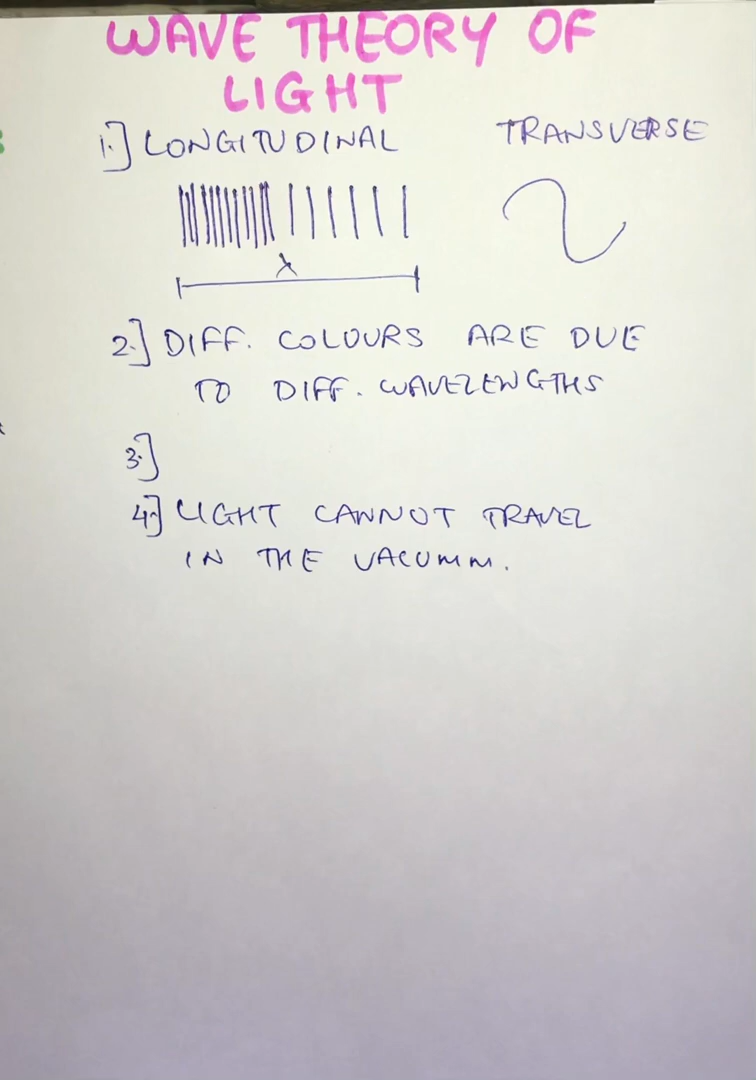 WAVE THEORY OF
LIGHT
1.] LONGITUDINAL TRANSVERSE
λ
2.] DIFF. COLOURS ARE DUE
TO DIFF. WAVELENGTHS
3.]
4.] LIGHT CANNOT TRAVEL
IN THE VACUMM.